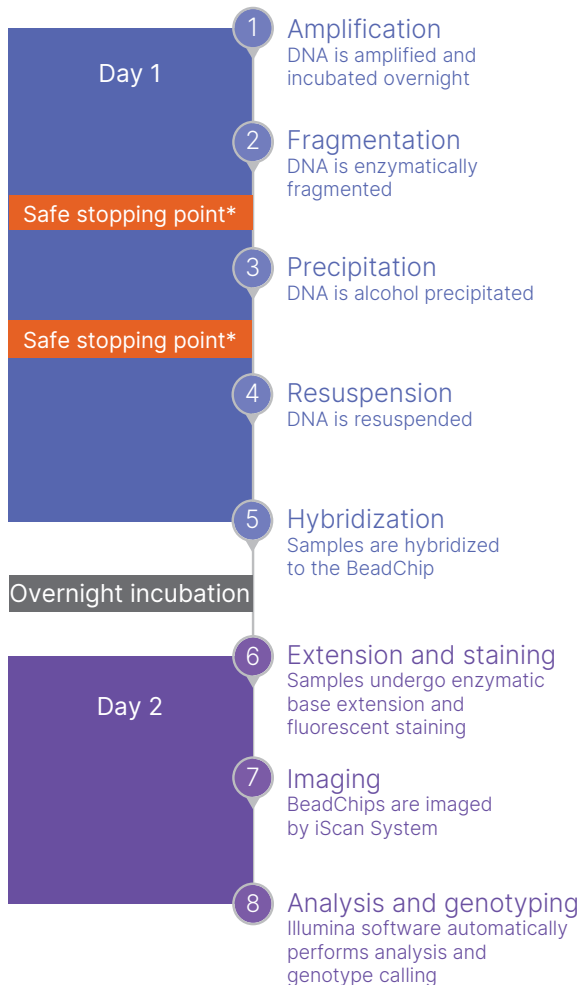 1
Amplification
DNA is amplified and
incubated overnight
Day 1
2
Fragmentation
DNA is enzymatically
fragmented
Safe stopping point*
3
Precipitation
DNA is alcohol precipitated
Safe stopping point*
4
Resuspension
DNA is resuspended
5
Hybridization
Samples are hybridized
to the BeadChip
Overnight incubation
6
Extension and staining
Samples undergo enzymatic
base extension and
fluorescent staining
Day 2
7
Imaging
BeadChips are imaged
by iScan System
8
Analysis and genotyping
Illumina software automatically
performs analysis and
genotype calling